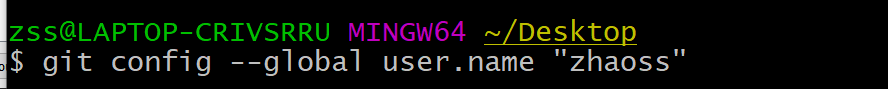 zss@LAPTOP-CRIVSRRU MINGW64 ~/Desktop
$ git config --global user.name "zhaoss"